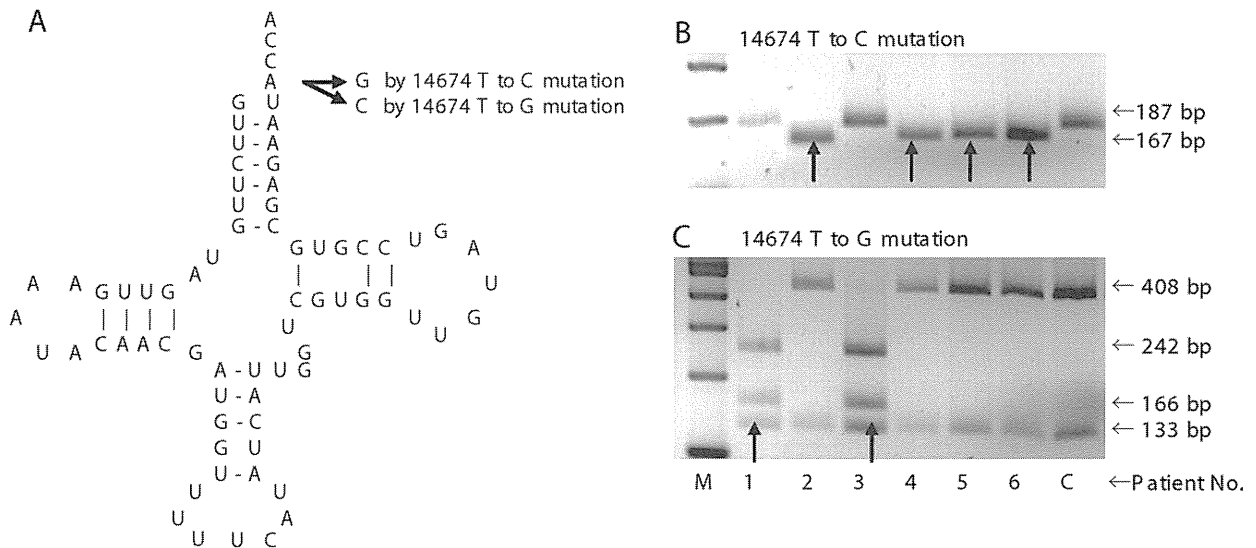 A
A
C
C
A
G by 14674 T to C mutation
C by 14674 T to G mutation
G U
U - A
U - A
C G
U - A
U - A G
G - C
U
A
G U G C C
U G A U G U U
C G U G G
U
G
G
A A G U U G
A
U A C A A C
G
A - U U U
U A
G - C
G U
U - A
U U
U A
U U C
B
14674 T to C mutation
←187 bp
←167 bp
C
14674 T to G mutation
←408 bp
←242 bp
←166 bp
←133 bp
M 1 2 3 4 5 6 C ←Patient No.